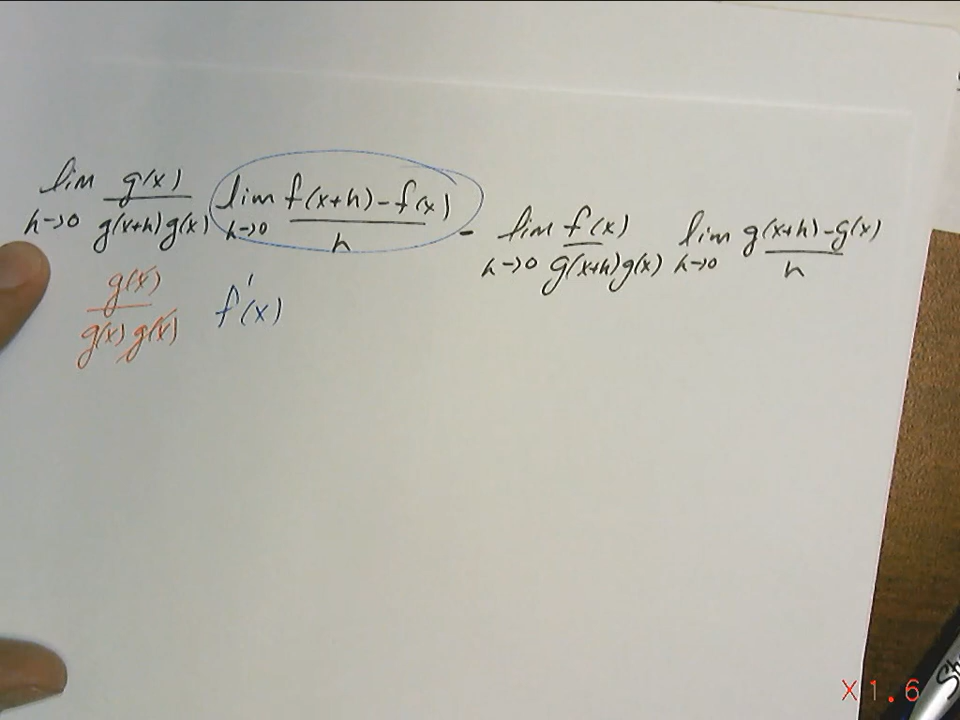 lim g(x) / g(x+h) g(x) lim f(x+h) - f(x) / h - lim f(x) / g(x+h) g(x) lim g(x+h) - g(x) / h
h→0 h→0 h→0 h→0
g(x) / g(x) g(x) f'(x)
X1.6